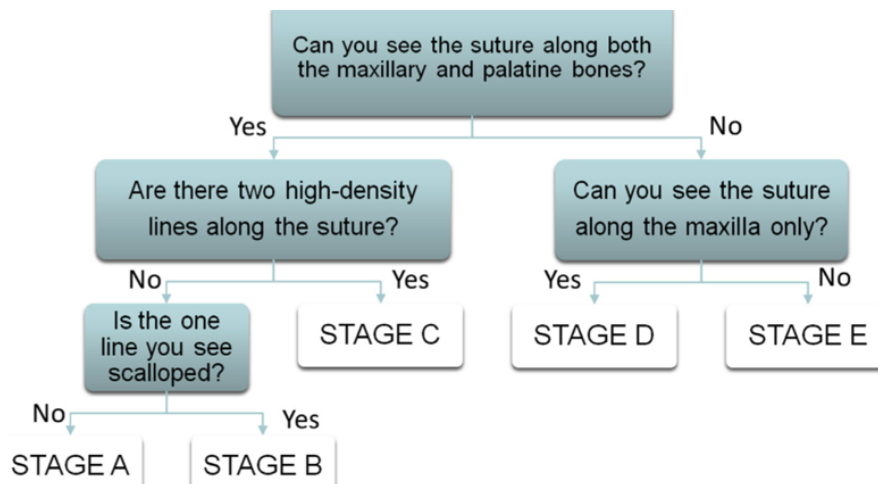 Can you see the suture along both
the maxillary and palatine bones?
Yes
No
Are there two high-density
lines along the suture?
Can you see the suture
along the maxilla only?
No
Yes
Yes
No
Is the one
line you see
scalloped?
STAGE C
STAGE D
STAGE E
No
Yes
STAGE A
STAGE B